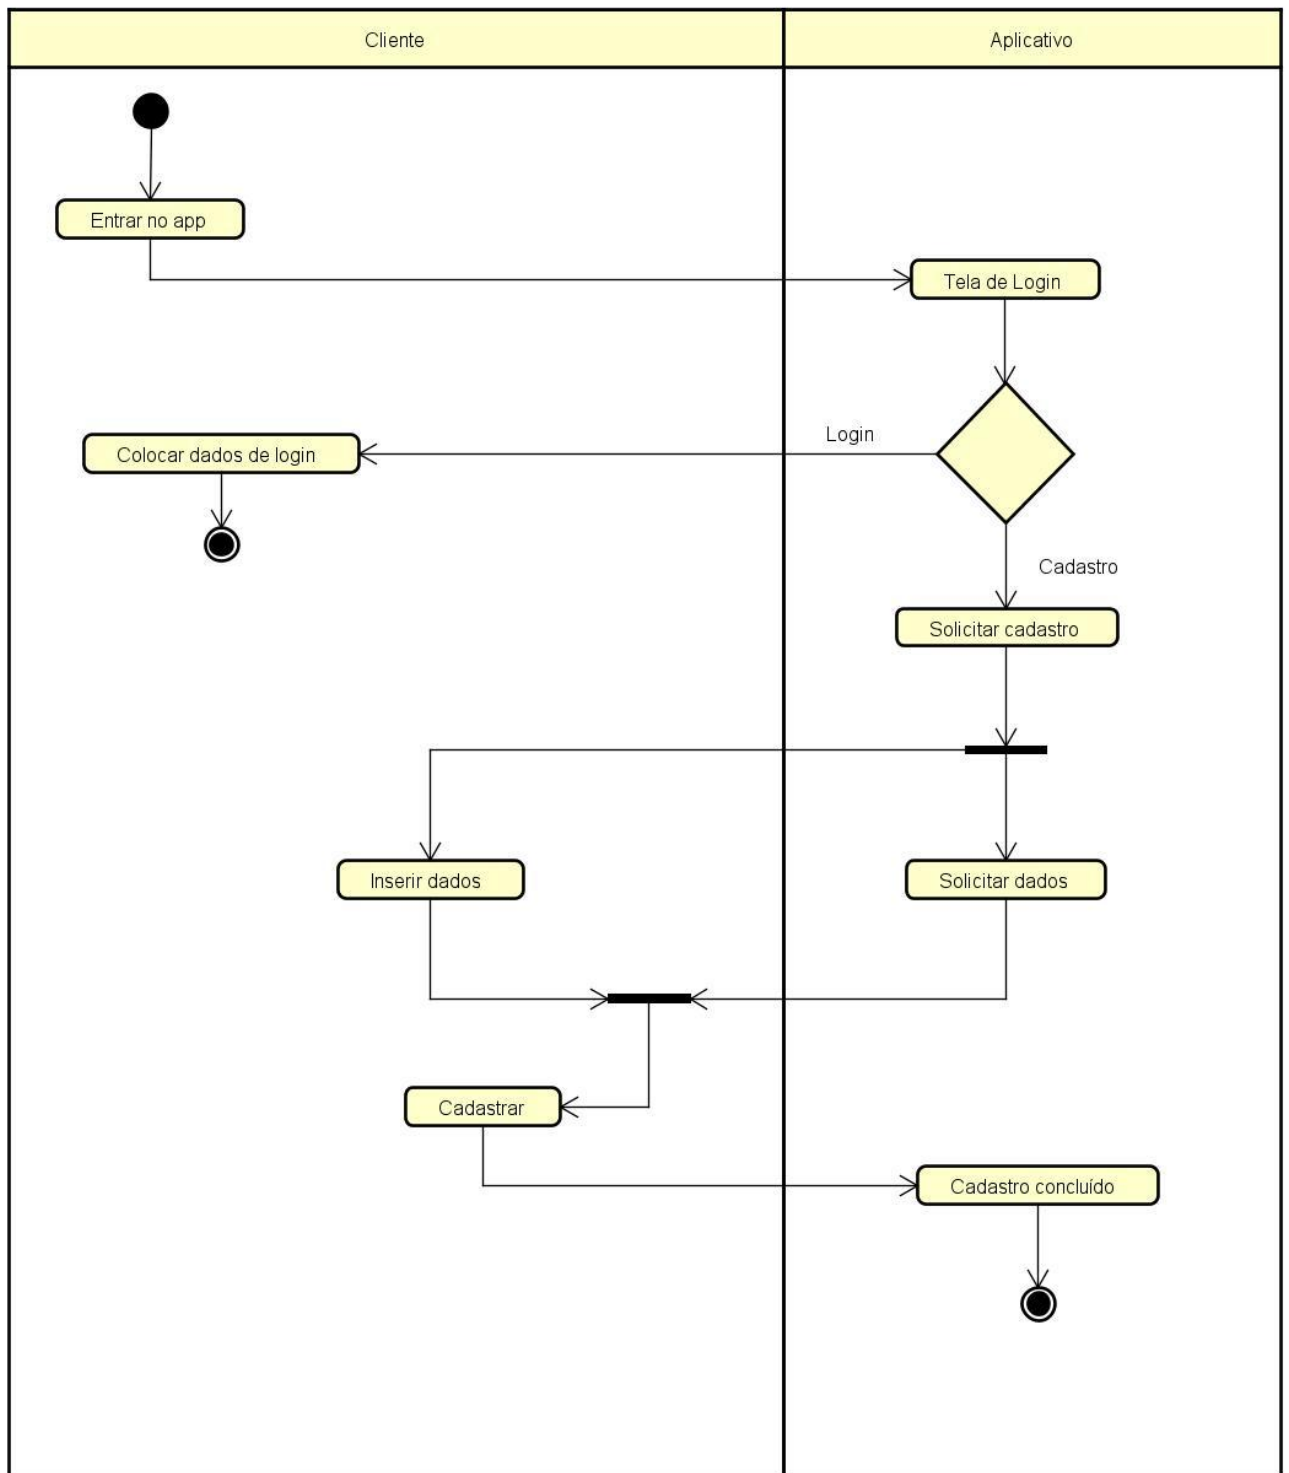 Cliente
Aplicativo
Entrar no app
Tela de Login
Login
Colocar dados de login
Cadastro
Solicitar cadastro
Inserir dados
Solicitar dados
Cadastrar
Cadastro concluído